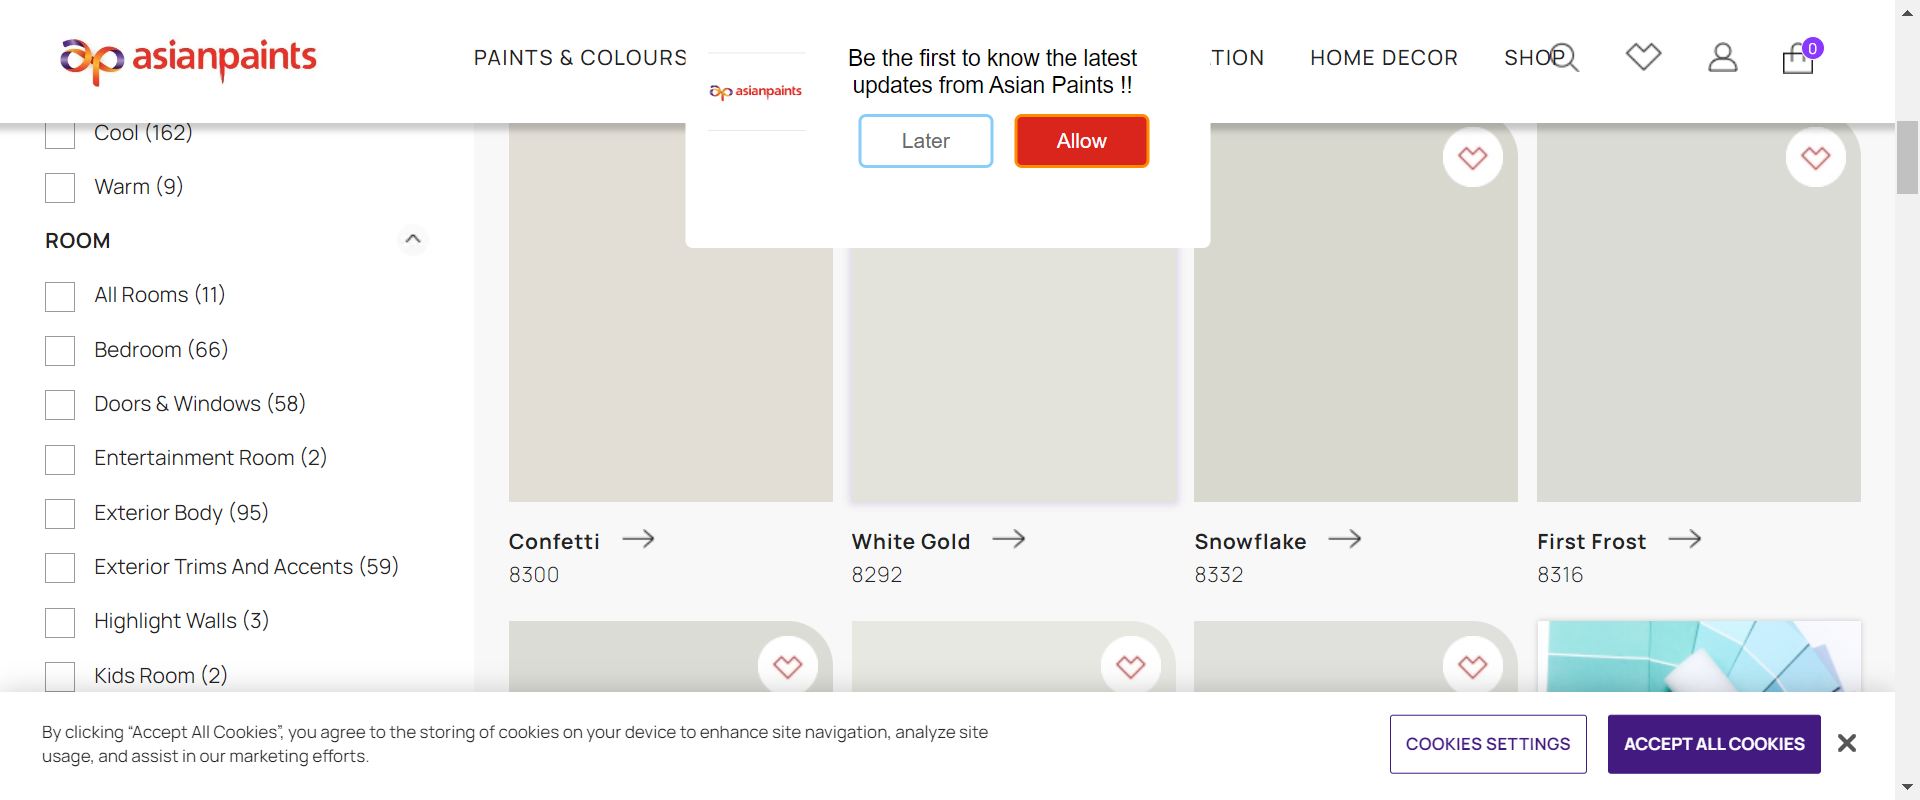 asianpaints
PAINTS & COLOURS
TION
HOME DECOR
SHOP
0
asianpaints
Be the first to know the latest
updates from Asian Paints !!
Later
Allow
Cool (162)
Warm (9)
ROOM
All Rooms (11)
Bedroom (66)
Doors & Windows (58)
Entertainment Room (2)
Exterior Body (95)
Exterior Trims And Accents (59)
Highlight Walls (3)
Kids Room (2)
Confetti
8300
White Gold
8292
Snowflake
8332
First Frost
8316
By clicking “Accept All Cookies”, you agree to the storing of cookies on your device to enhance site navigation, analyze site
usage, and assist in our marketing efforts.
COOKIES SETTINGS
ACCEPT ALL COOKIES